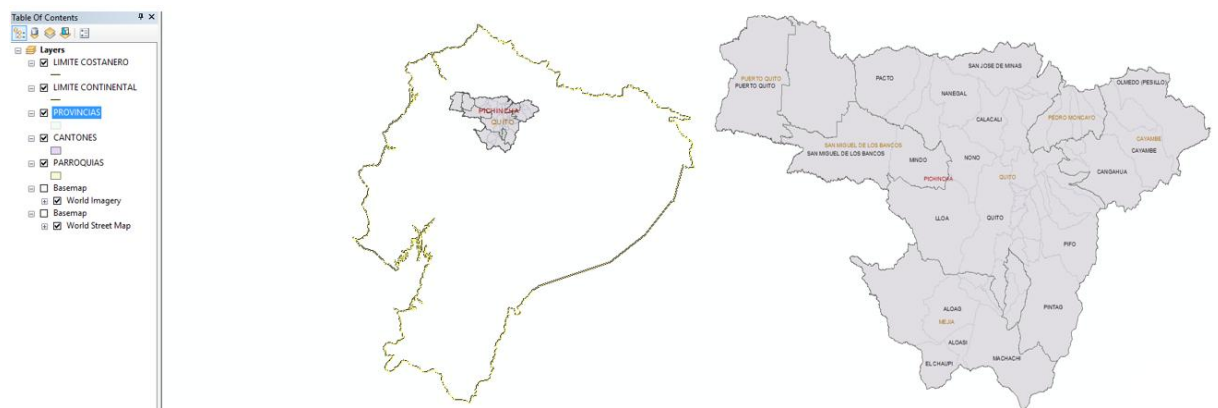 Table Of Contents
Layers
LIMITE COSTANERO
LIMITE CONTINENTAL
PROVINCIAS
CANTONES
PARROQUIAS
Basemap
World Imagery
Basemap
World Street Map
PICHINCHA
QUITO
SAN JOSE DE MINAS
PUERTO QUITO
PUERTO QUITO
PACTO
OLMEDO (PESILLO)
NANEGAL
CALACALI
PEDRO MONCAYO
CAYAMBE
CAYAMBE
SAN MIGUEL DE LOS BANCOS
SAN MIGUEL DE LOS BANCOS
MINDO
NONO
CANGAHUA
PICHINCHA
QUITO
LLOA
QUITO
PIFO
PINTAG
ALOAG
MEJIA
ALOASI
EL CHAUPI
MACHACHI